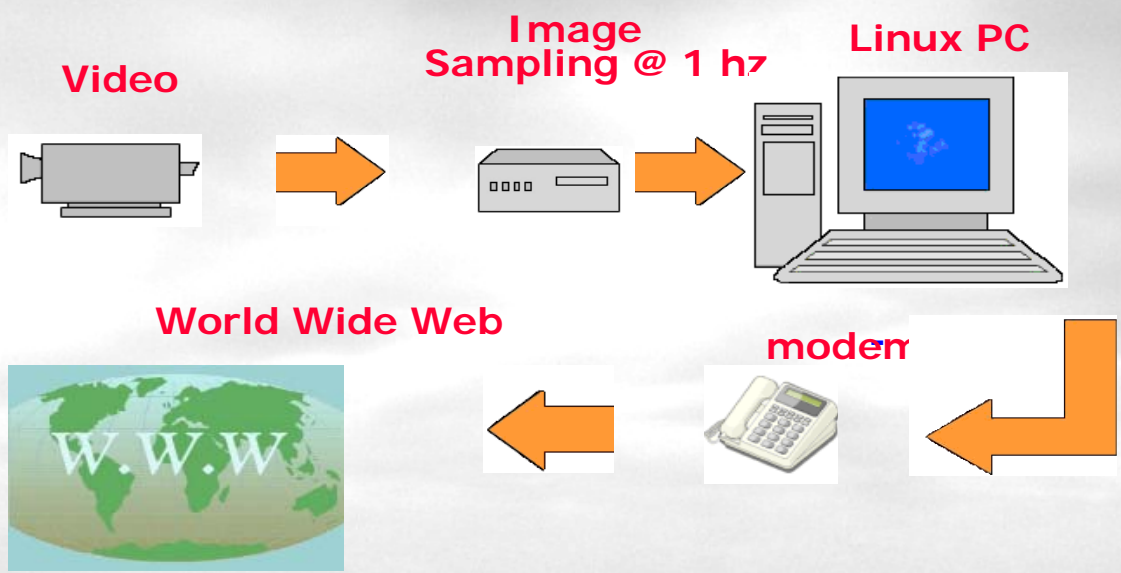 Video
Image
Sampling @ 1 hz
Linux PC
World Wide Web
modem
W.W.W